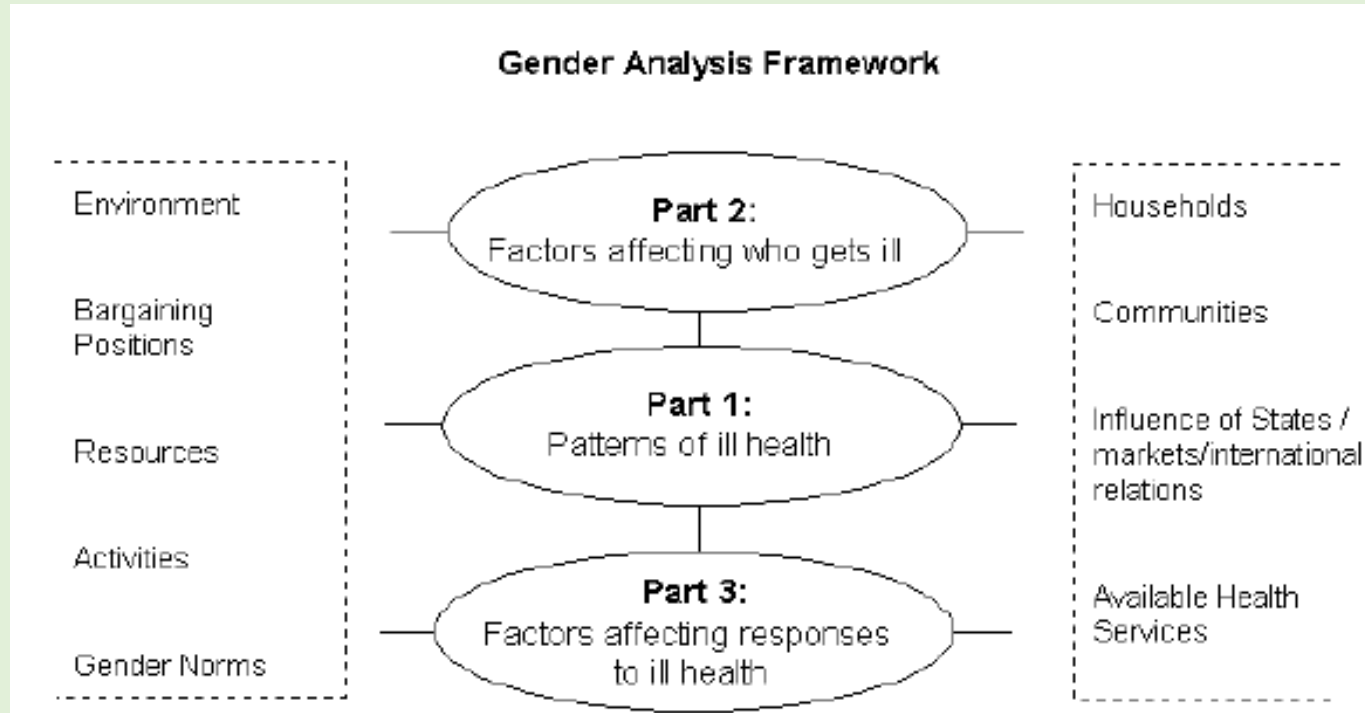 Gender Analysis Framework
Environment
Bargaining
Positions
Resources
Activities
Gender Norms
Part 2:
Factors affecting who gets ill
Part 1:
Patterns of ill health
Part 3:
Factors affecting responses
to ill health
Households
Communities
Influence of States /
markets/international
relations
Available Health
Services